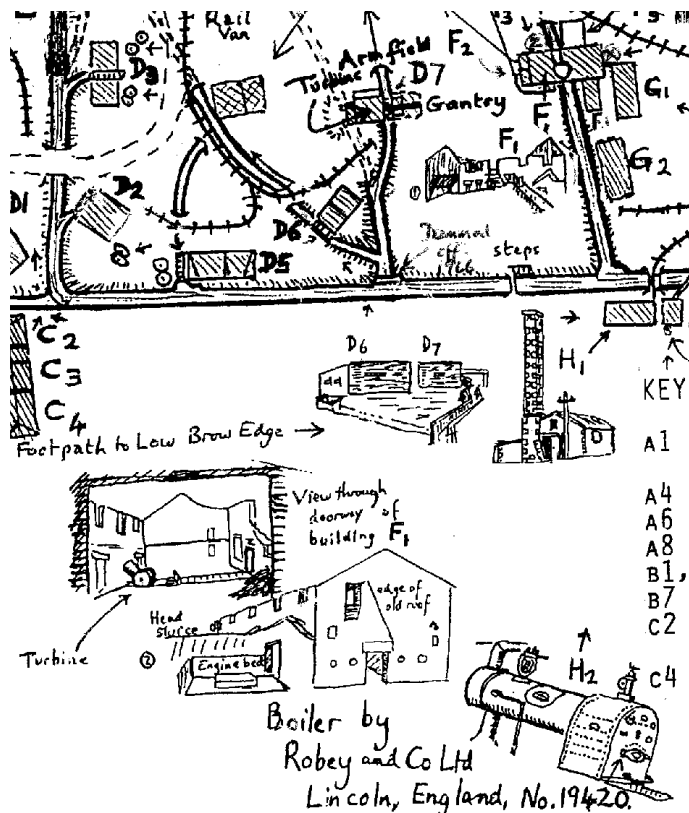 Rail
Van
Armfield
Turbine
F2
D7
Gantry
D3
F1
F
G1
G2
D1
D2
D6
D5
steps
C2
C3
C4
D6
D7
H1
KEY
Footpath to Low Brow Edge
A1
A4
A6
A8
B1,
B7
C2
C4
View through
doorway of
building F1
Head
sluice
edge of
old roof
Turbine
②
Engine bed
①
H2
Boiler by
Robey and Co Ltd
Lincoln, England, No. 19420.